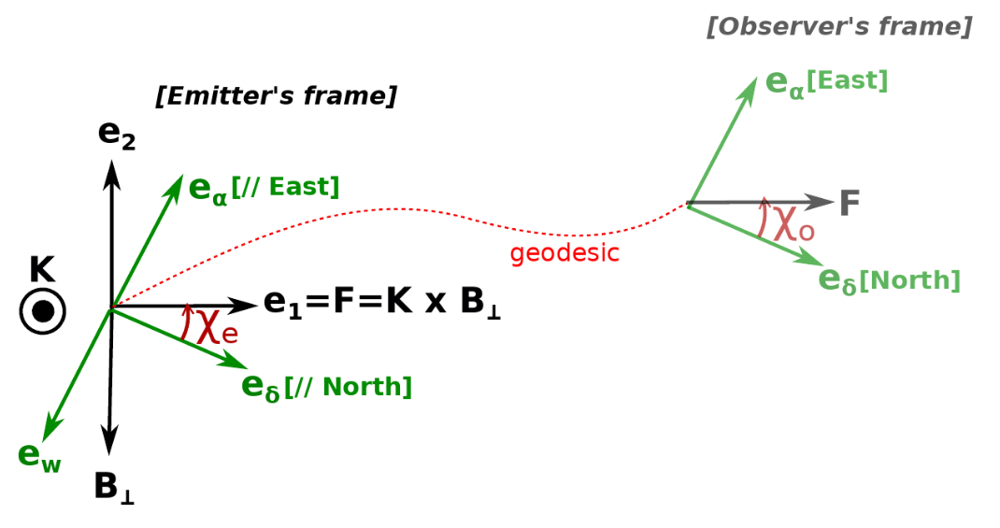 [Observer's frame]
eα[East]
[Emitter's frame]
e2
eα[// East]
F
χo
geodesic
K
eδ[North]
e1=F=K x B⊥
χe
eδ[// North]
ew
B⊥